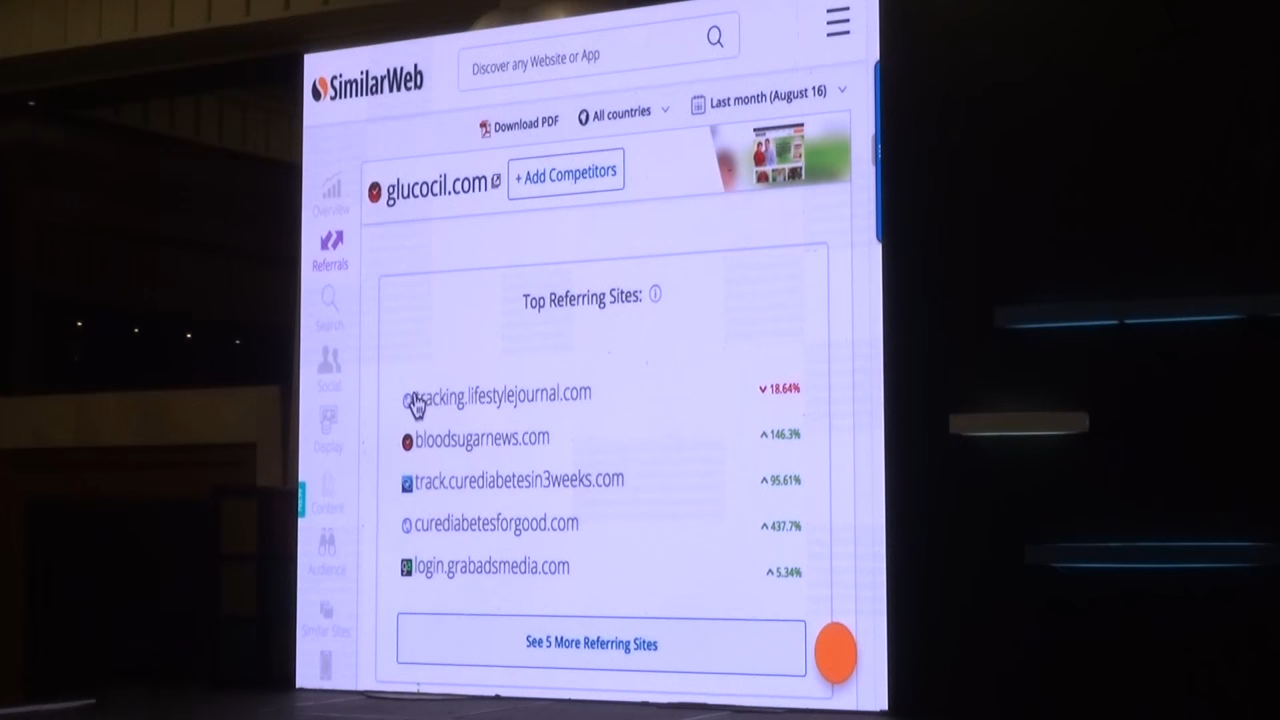 SimilarWeb
Discover any Website or App
Download PDF
All countries
Last month (August 16)
glucocil.com
+ Add Competitors
Overview
Referrals
Search
Social
Display
Content
Audience
Similar Sites
Top Referring Sites:
tracking.lifestylejournal.com 18.64%
bloodsugarnews.com 146.3%
track.curediabetesin3weeks.com 95.61%
curediabetesforgood.com 437.7%
login.grabadsmedia.com 5.34%
See 5 More Referring Sites